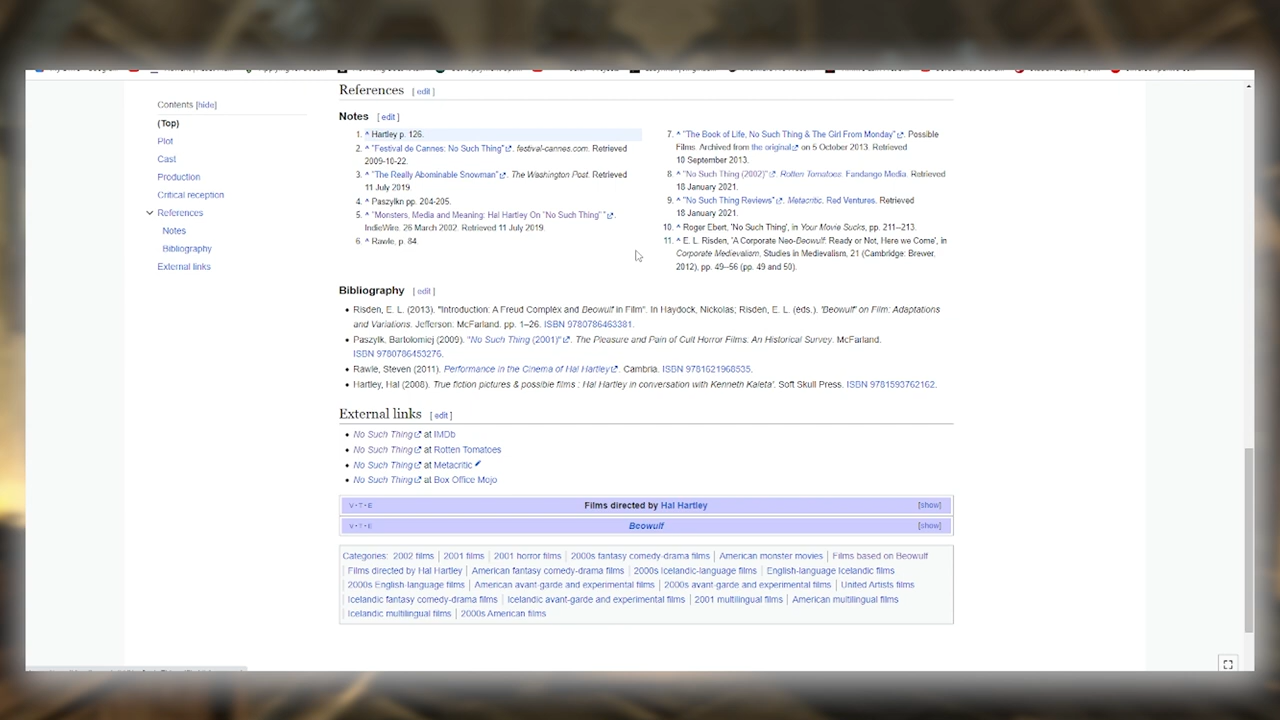 Contents [hide]
(Top)
Plot
Cast
Production
Critical reception
References
Notes
Bibliography
External links
References [ edit ]
Notes [ edit ]
1. ^ Hartley p. 126.
2. ^ "Festival de Cannes: No Such Thing". festival-cannes.com. Retrieved
2009-10-22.
3. ^ "The Really Abominable Snowman". The Washington Post. Retrieved
11 July 2019.
4. ^ Paszylkn pp. 204-205.
5. ^ "Monsters, Media and Meaning: Hal Hartley On 'No Such Thing' ".
IndieWire. 26 March 2002. Retrieved 11 July 2019.
6. ^ Rawle, p. 84.
7. ^ "The Book of Life, No Such Thing & The Girl From Monday". Possible
Films. Archived from the original on 5 October 2013. Retrieved
10 September 2013.
8. ^ "No Such Thing (2002)". Rotten Tomatoes. Fandango Media. Retrieved
18 January 2021.
9. ^ "No Such Thing Reviews". Metacritic. Red Ventures. Retrieved
18 January 2021.
10. ^ Roger Ebert, 'No Such Thing', in Your Movie Sucks, pp. 211–213.
11. ^ E. L. Risden, 'A Corporate Neo-Beowulf: Ready or Not, Here we Come', in
Corporate Medievalism, Studies in Medievalism, 21 (Cambridge: Brewer,
2012), pp. 49–56 (pp. 49 and 50).
Bibliography [ edit ]
• Risden, E. L. (2013). "Introduction: A Freud Complex and Beowulf in Film". In Haydock, Nickolas; Risden, E. L. (eds.). 'Beowulf' on Film: Adaptations
and Variations. Jefferson: McFarland. pp. 1–26. ISBN 9780786463381.
• Paszylk, Bartolomiej (2009). "No Such Thing (2001)". The Pleasure and Pain of Cult Horror Films. An Historical Survey. McFarland.
ISBN 9780786453276.
• Rawle, Steven (2011). Performance in the Cinema of Hal Hartley. Cambria. ISBN 9781621968535.
• Hartley, Hal (2008). True fiction pictures & possible films : Hal Hartley in conversation with Kenneth Kaleta'. Soft Skull Press. ISBN 9781593762162.
External links [ edit ]
• No Such Thing at IMDb
• No Such Thing at Rotten Tomatoes
• No Such Thing at Metacritic
• No Such Thing at Box Office Mojo
V·T·E Films directed by Hal Hartley [show]
V·T·E Beowulf [show]
Categories: 2002 films | 2001 films | 2001 horror films | 2000s fantasy comedy-drama films | American monster movies | Films based on Beowulf
| Films directed by Hal Hartley | American fantasy comedy-drama films | 2000s Icelandic-language films | English-language Icelandic films
| 2000s English-language films | American avant-garde and experimental films | 2000s avant-garde and experimental films | United Artists films
| Icelandic fantasy comedy-drama films | Icelandic avant-garde and experimental films | 2001 multilingual films | American multilingual films
| Icelandic multilingual films | 2000s American films